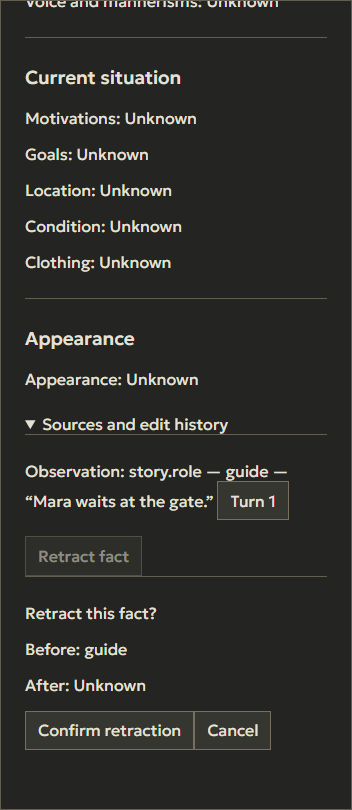 Voice and mannerisms: Unknown
Current situation
Motivations: Unknown
Goals: Unknown
Location: Unknown
Condition: Unknown
Clothing: Unknown
Appearance
Appearance: Unknown
▼ Sources and edit history
Observation: story.role — guide —
“Mara waits at the gate.” Turn 1
Retract fact
Retract this fact?
Before: guide
After: Unknown
Confirm retraction Cancel